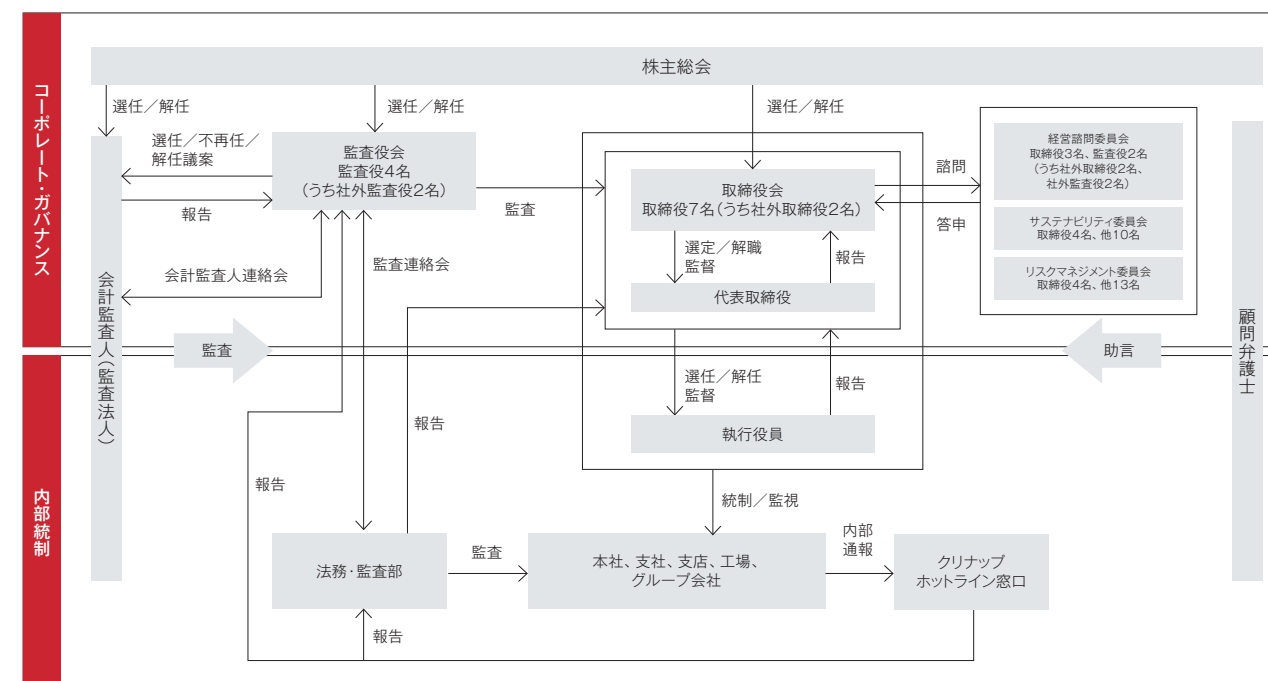 コーポレート・ガバナンス
内部統制
株主総会
選任／解任
選任／解任
選任／解任
選任／不再任／
解任議案
報告
監査役会
監査役4名
(うち社外監査役2名)
監査
取締役会
取締役7名(うち社外取締役2名)
諮問
答申
経営諮問委員会
取締役3名、監査役2名
(うち社外取締役2名、
社外監査役2名)
サステナビリティ委員会
取締役4名、他10名
リスクマネジメント委員会
取締役4名、他13名
会計監査人連絡会
監査連絡会
選定／解職
監督
報告
代表取締役
会計監査人(監査法人)
顧問弁護士
監査
助言
選任／解任
監督
報告
執行役員
報告
報告
統制／監視
法務・監査部
監査
本社、支社、支店、工場、
グループ会社
内部
通報
クリナップ
ホットライン窓口
報告